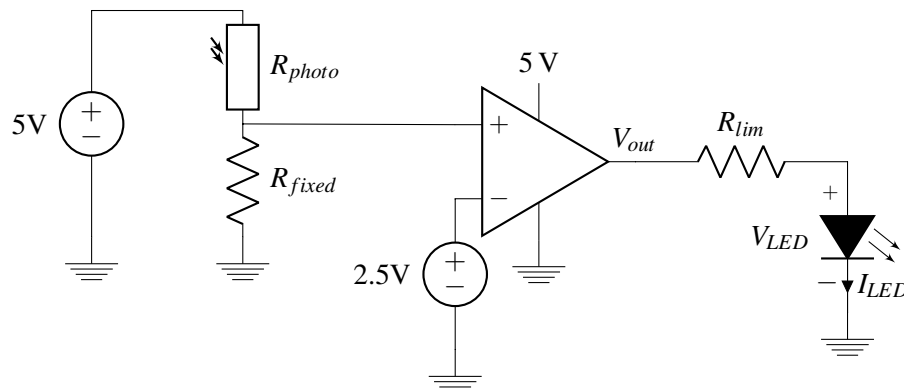 5V
+
−
R_photo
R_fixed
5 V
+
−
2.5V
+
−
V_out
R_lim
+
V_LED
−
I_LED